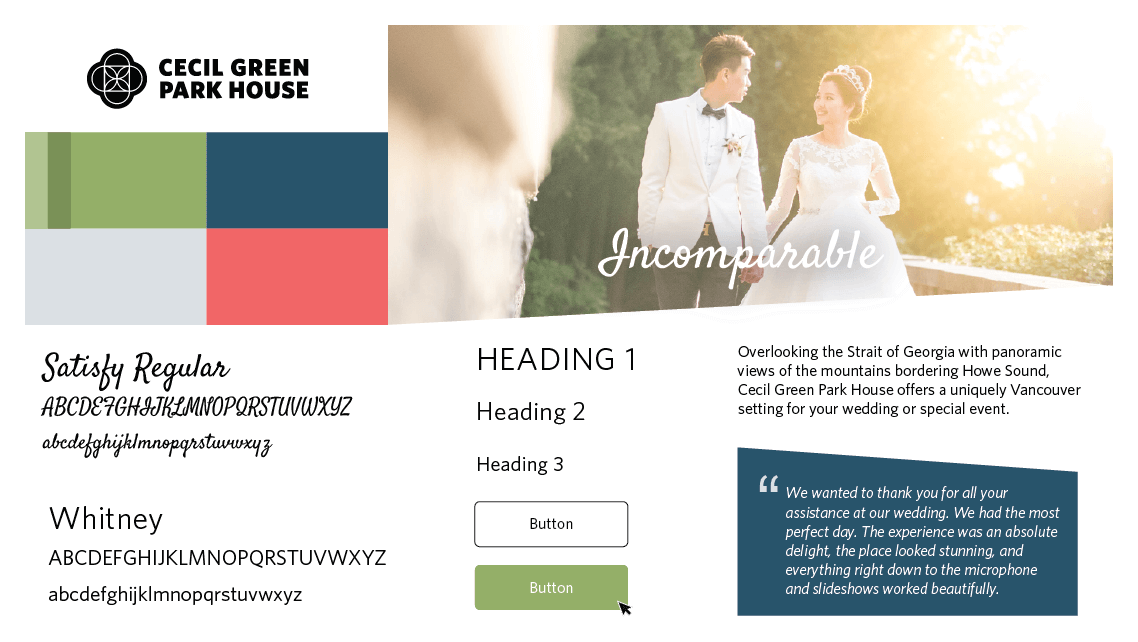 CECIL GREEN
PARK HOUSE
Incomparable
Satisfy Regular
ABCDEFGHIJKLMNOPQRSTUVWXYZ
abcdefghijklmnopqrstuvwxyz
Whitney
ABCDEFGHIJKLMNOPQRSTUVWXYZ
abcdefghijklmnopqrstuvwxyz
HEADING 1
Heading 2
Heading 3
Button
Button
Overlooking the Strait of Georgia with panoramic
views of the mountains bordering Howe Sound,
Cecil Green Park House offers a uniquely Vancouver
setting for your wedding or special event.
“ We wanted to thank you for all your
assistance at our wedding. We had the most
perfect day. The experience was an absolute
delight, the place looked stunning, and
everything right down to the microphone
and slideshows worked beautifully.